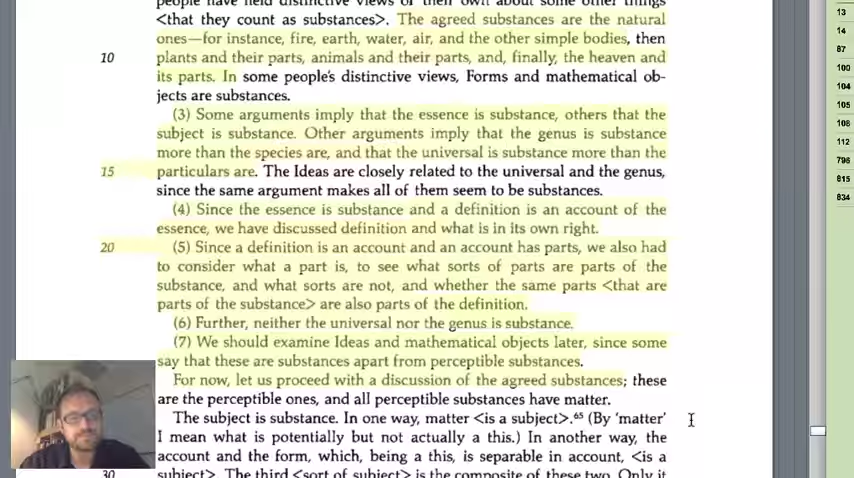 people have held distinctive views of their own about some other things
<that they count as substances>. The agreed substances are the natural
ones—for instance, fire, earth, water, air, and the other simple bodies, then
10 plants and their parts, animals and their parts, and, finally, the heaven and
its parts. In some people's distinctive views, Forms and mathematical ob-
jects are substances.
(3) Some arguments imply that the essence is substance, others that the
subject is substance. Other arguments imply that the genus is substance
more than the species are, and that the universal is substance more than the
15 particulars are. The Ideas are closely related to the universal and the genus,
since the same argument makes all of them seem to be substances.
(4) Since the essence is substance and a definition is an account of the
essence, we have discussed definition and what is in its own right.
20 (5) Since a definition is an account and an account has parts, we also had
to consider what a part is, to see what sorts of parts are parts of the
substance, and what sorts are not, and whether the same parts <that are
parts of the substance> are also parts of the definition.
(6) Further, neither the universal nor the genus is substance.
(7) We should examine Ideas and mathematical objects later, since some
say that these are substances apart from perceptible substances.
For now, let us proceed with a discussion of the agreed substances; these
are the perceptible ones, and all perceptible substances have matter.
The subject is substance. In one way, matter <is a subject>.65 (By 'matter'
I mean what is potentially but not actually a this.) In another way, the
account and the form, which, being a this, is separable in account, <is a
30 subject>. The third <sort of subject> is the composite of these two. Only it
13
14
87
100
104
105
108
112
796
815
834